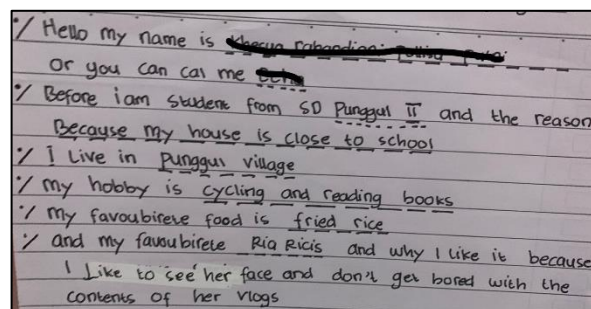 ⁒ Hello my name is
Or you can cal me
⁒ Before iam student from SD Punggul II and the reason
Because my house is close to school
⁒ I Live in Punggul village
⁒ my hobby is cycling and reading books
⁒ my favoubirete food is fried rice
⁒ and my favoubirete Ria Ricis and why I like it because
I Like to see her face and don't get bored with the
contents of her vlogs